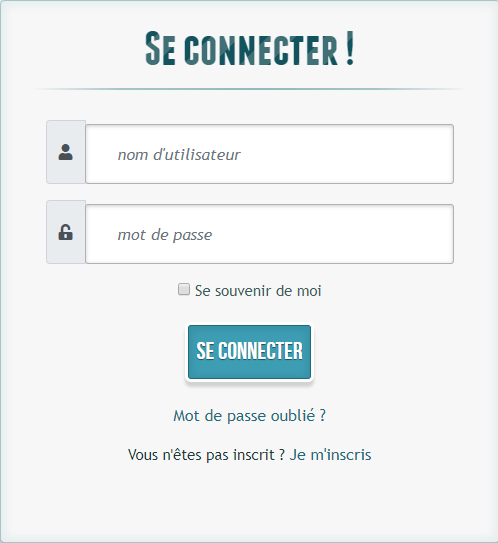 Se connecter !
nom d'utilisateur
mot de passe
Se souvenir de moi
SE CONNECTER
Mot de passe oublié ?
Vous n'êtes pas inscrit ? Je m'inscris